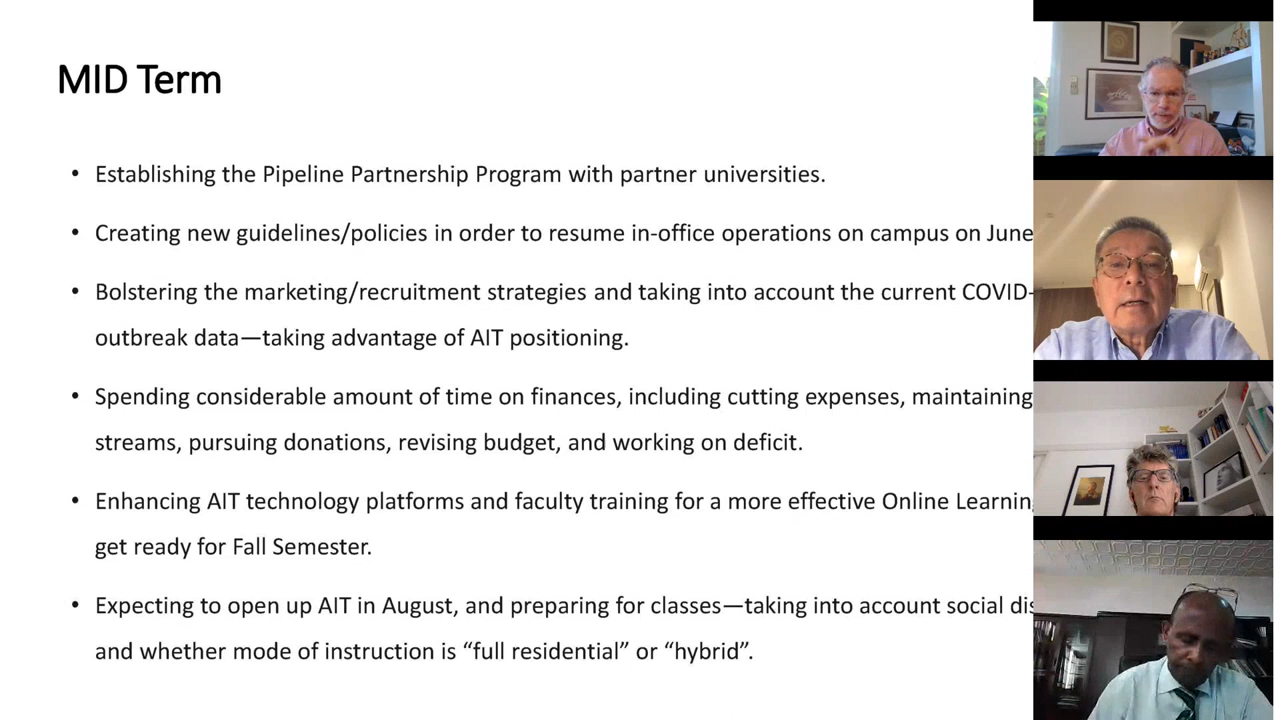 MID Term
• Establishing the Pipeline Partnership Program with partner universities.
• Creating new guidelines/policies in order to resume in-office operations on campus on June
• Bolstering the marketing/recruitment strategies and taking into account the current COVID-
outbreak data—taking advantage of AIT positioning.
• Spending considerable amount of time on finances, including cutting expenses, maintaining
streams, pursuing donations, revising budget, and working on deficit.
• Enhancing AIT technology platforms and faculty training for a more effective Online Learnin
get ready for Fall Semester.
• Expecting to open up AIT in August, and preparing for classes—taking into account social dis
and whether mode of instruction is “full residential” or “hybrid”.